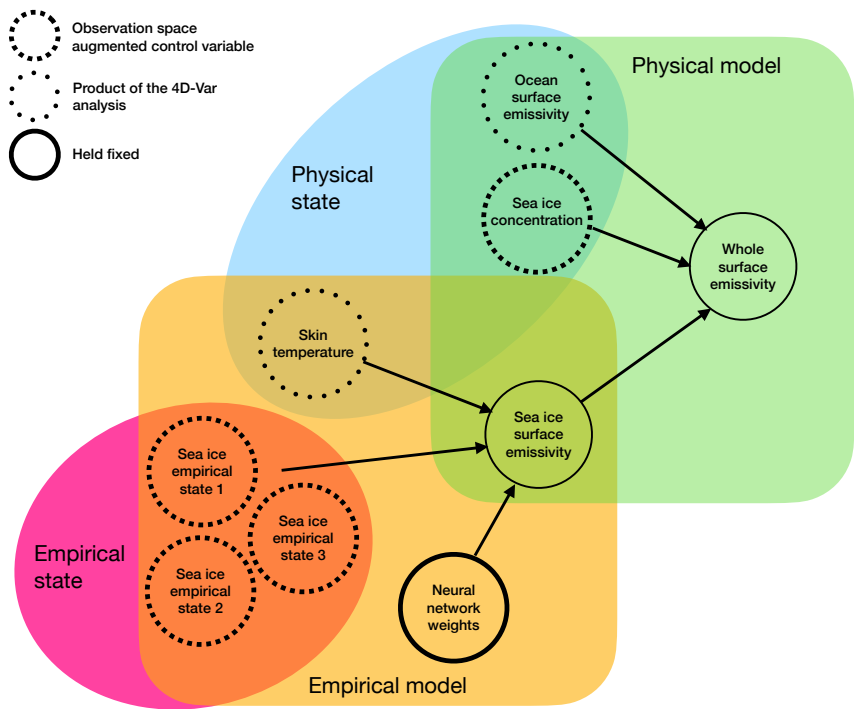 Observation space
augmented control variable
Product of the 4D-Var
analysis
Held fixed
Physical model
Ocean
surface
emissivity
Physical
state
Sea ice
concentration
Whole
surface
emissivity
Skin
temperature
Sea ice
surface
emissivity
Sea ice
empirical
state 1
Sea ice
empirical
state 3
Empirical
state
Sea ice
empirical
state 2
Neural
network
weights
Empirical model